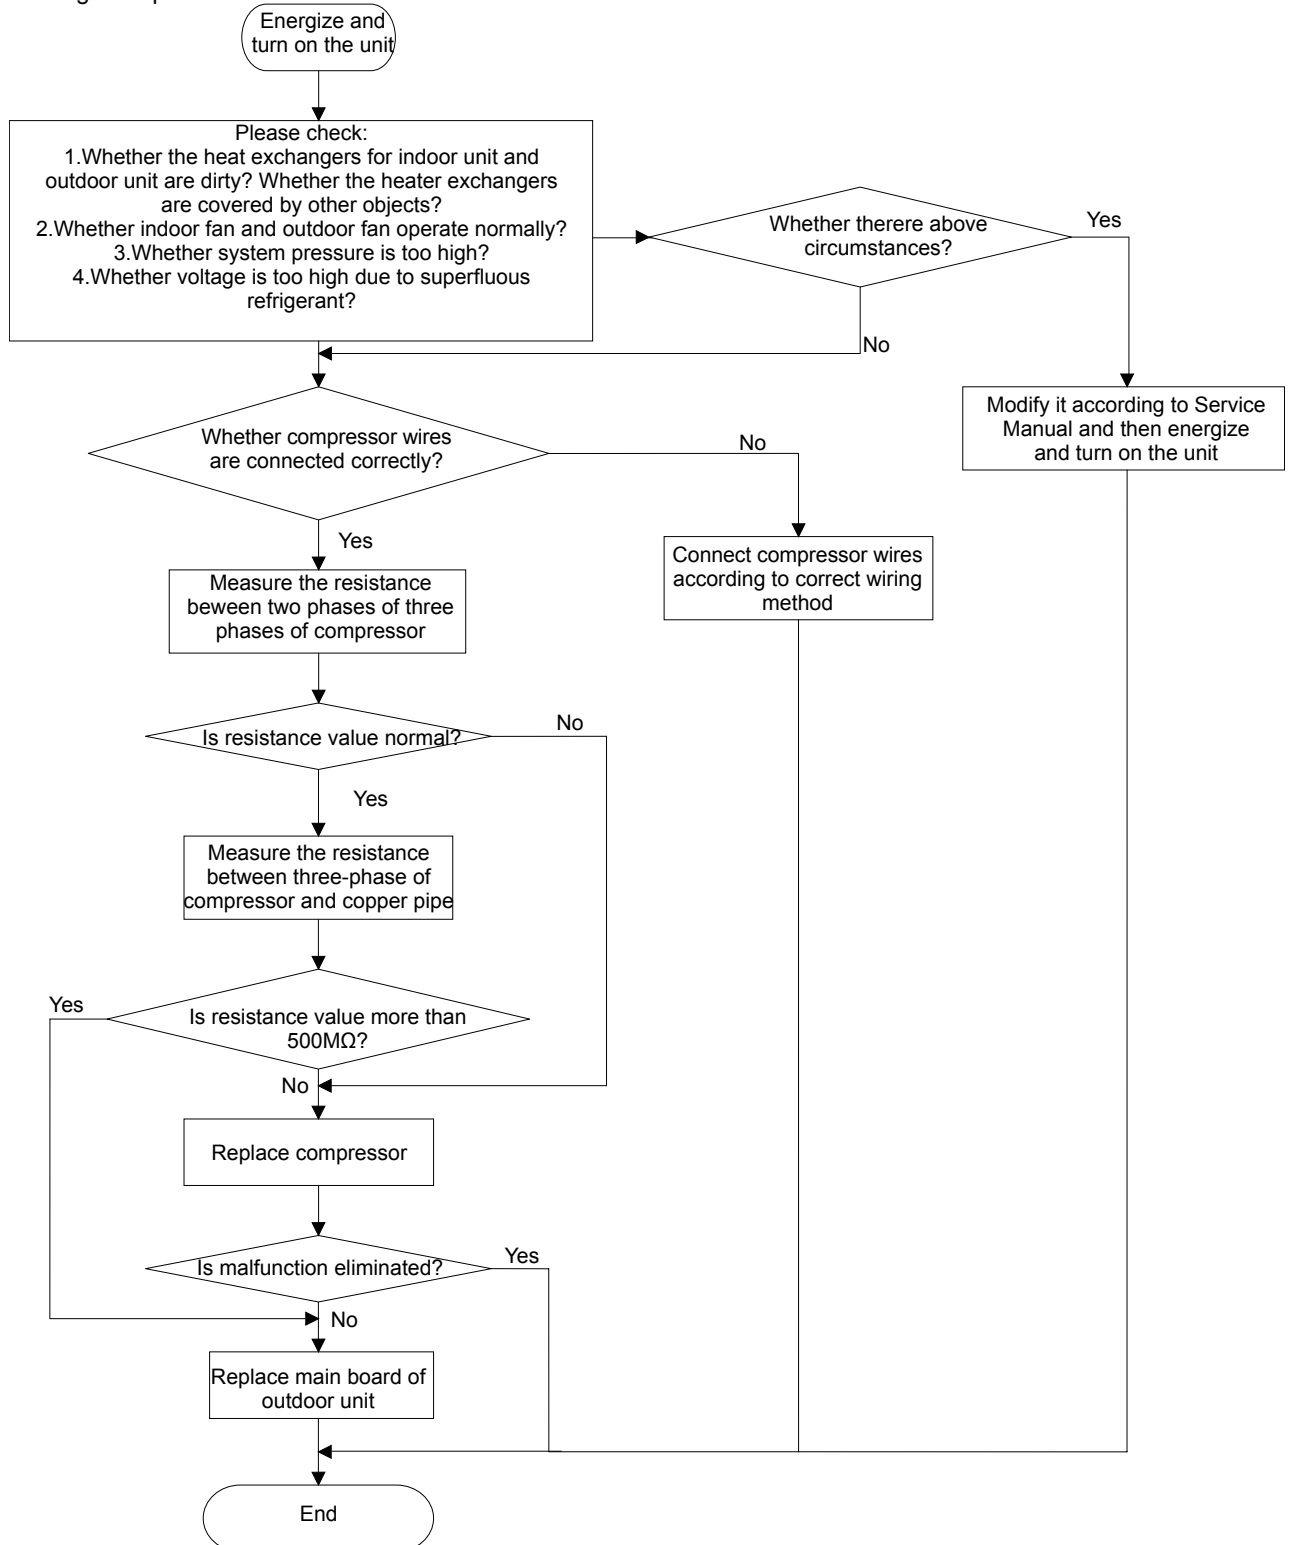 Energize and
turn on the unit
Please check:
1.Whether the heat exchangers for indoor unit and
outdoor unit are dirty? Whether the heater exchangers
are covered by other objects?
2.Whether indoor fan and outdoor fan operate normally?
3.Whether system pressure is too high?
4.Whether voltage is too high due to superfluous
refrigerant?
Whether therere above
circumstances?
Yes
No
Modify it according to Service
Manual and then energize
and turn on the unit
Whether compressor wires
are connected correctly?
No
Yes
Connect compressor wires
according to correct wiring
method
Measure the resistance
beween two phases of three
phases of compressor
Is resistance value normal?
No
Yes
Measure the resistance
between three-phase of
compressor and copper pipe
Yes
Is resistance value more than
500MΩ?
No
Replace compressor
Is malfunction eliminated?
Yes
No
Replace main board of
outdoor unit
End